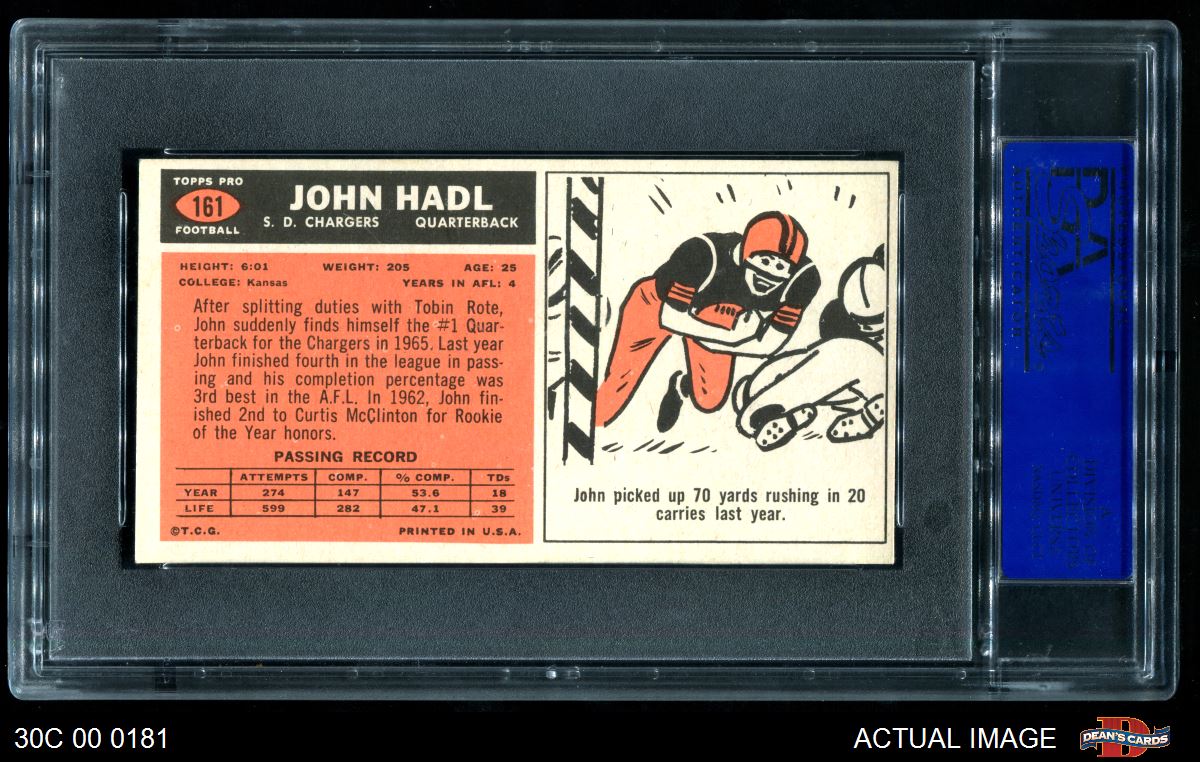 TOPPS PRO
161
FOOTBALL
JOHN HADL
S. D. CHARGERS QUARTERBACK
HEIGHT: 6:01 WEIGHT: 205 AGE: 25
COLLEGE: Kansas YEARS IN AFL: 4
After splitting duties with Tobin Rote,
John suddenly finds himself the #1 Quar-
terback for the Chargers in 1965. Last year
John finished fourth in the league in pass-
ing and his completion percentage was
3rd best in the A.F.L. In 1962, John fin-
ished 2nd to Curtis McClinton for Rookie
of the Year honors.
PASSING RECORD
ATTEMPTS COMP. % COMP. TDs
YEAR 274 147 53.6 18
LIFE 599 282 47.1 39
©T.C.G. PRINTED IN U.S.A.
John picked up 70 yards rushing in 20
carries last year.
PSA
A
DIVISION OF
COLLECTORS
UNIVERSE
30C 00 0181
ACTUAL IMAGE
DEAN'S CARDS